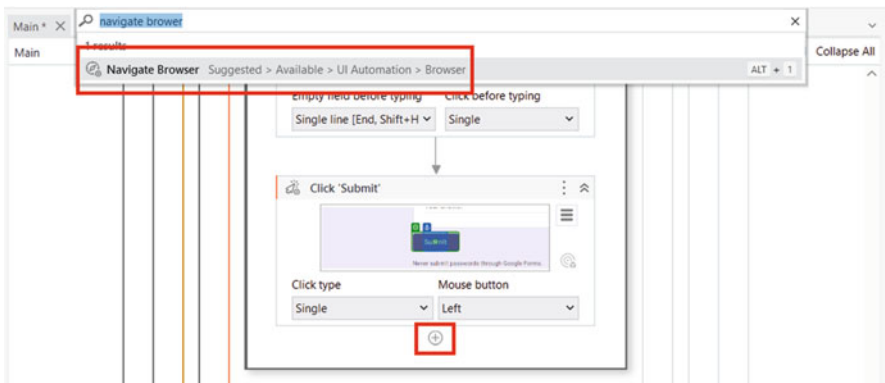 Main *
navigate brower
Main
1 results
Collapse All
Navigate Browser Suggested > Available > UI Automation > Browser
ALT + 1
Empty field before typing
Click before typing
Single line [End, Shift+H
Single
Click 'Submit'
Submit
Never submit passwords through Google Forms.
Click type
Mouse button
Single
Left